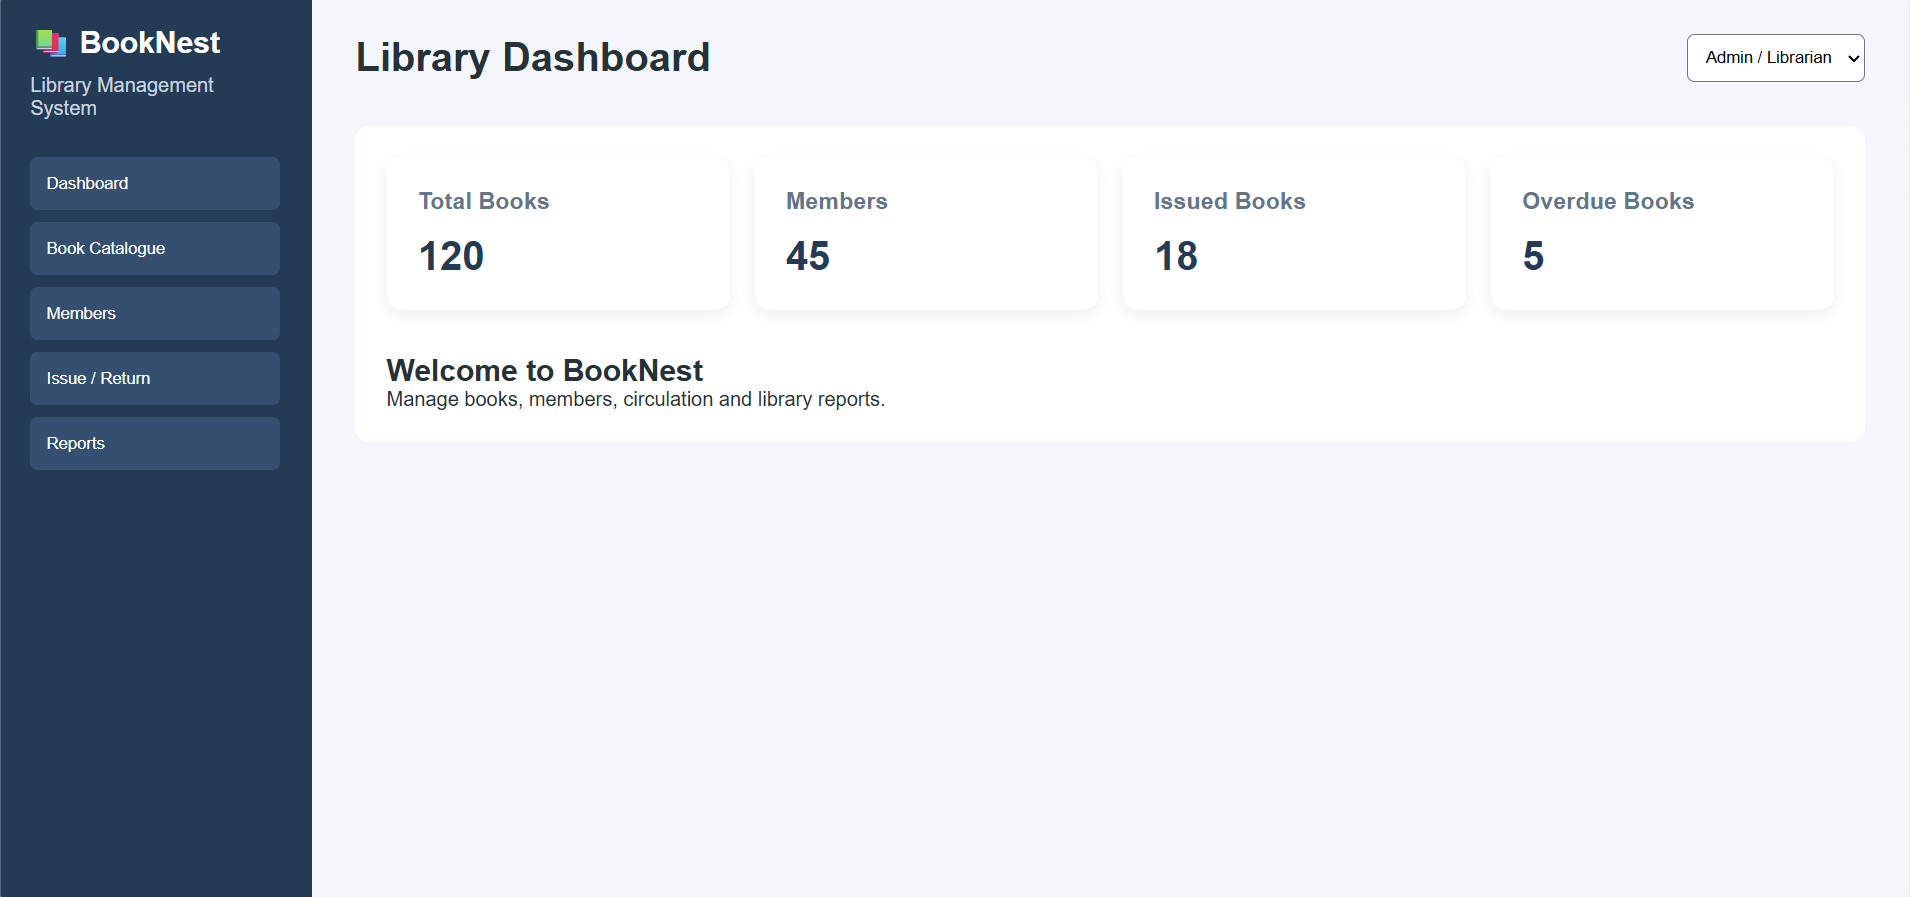 BookNest
Library Management
System
Dashboard
Book Catalogue
Members
Issue / Return
Reports
Library Dashboard
Admin / Librarian
Total Books
120
Members
45
Issued Books
18
Overdue Books
5
Welcome to BookNest
Manage books, members, circulation and library reports.